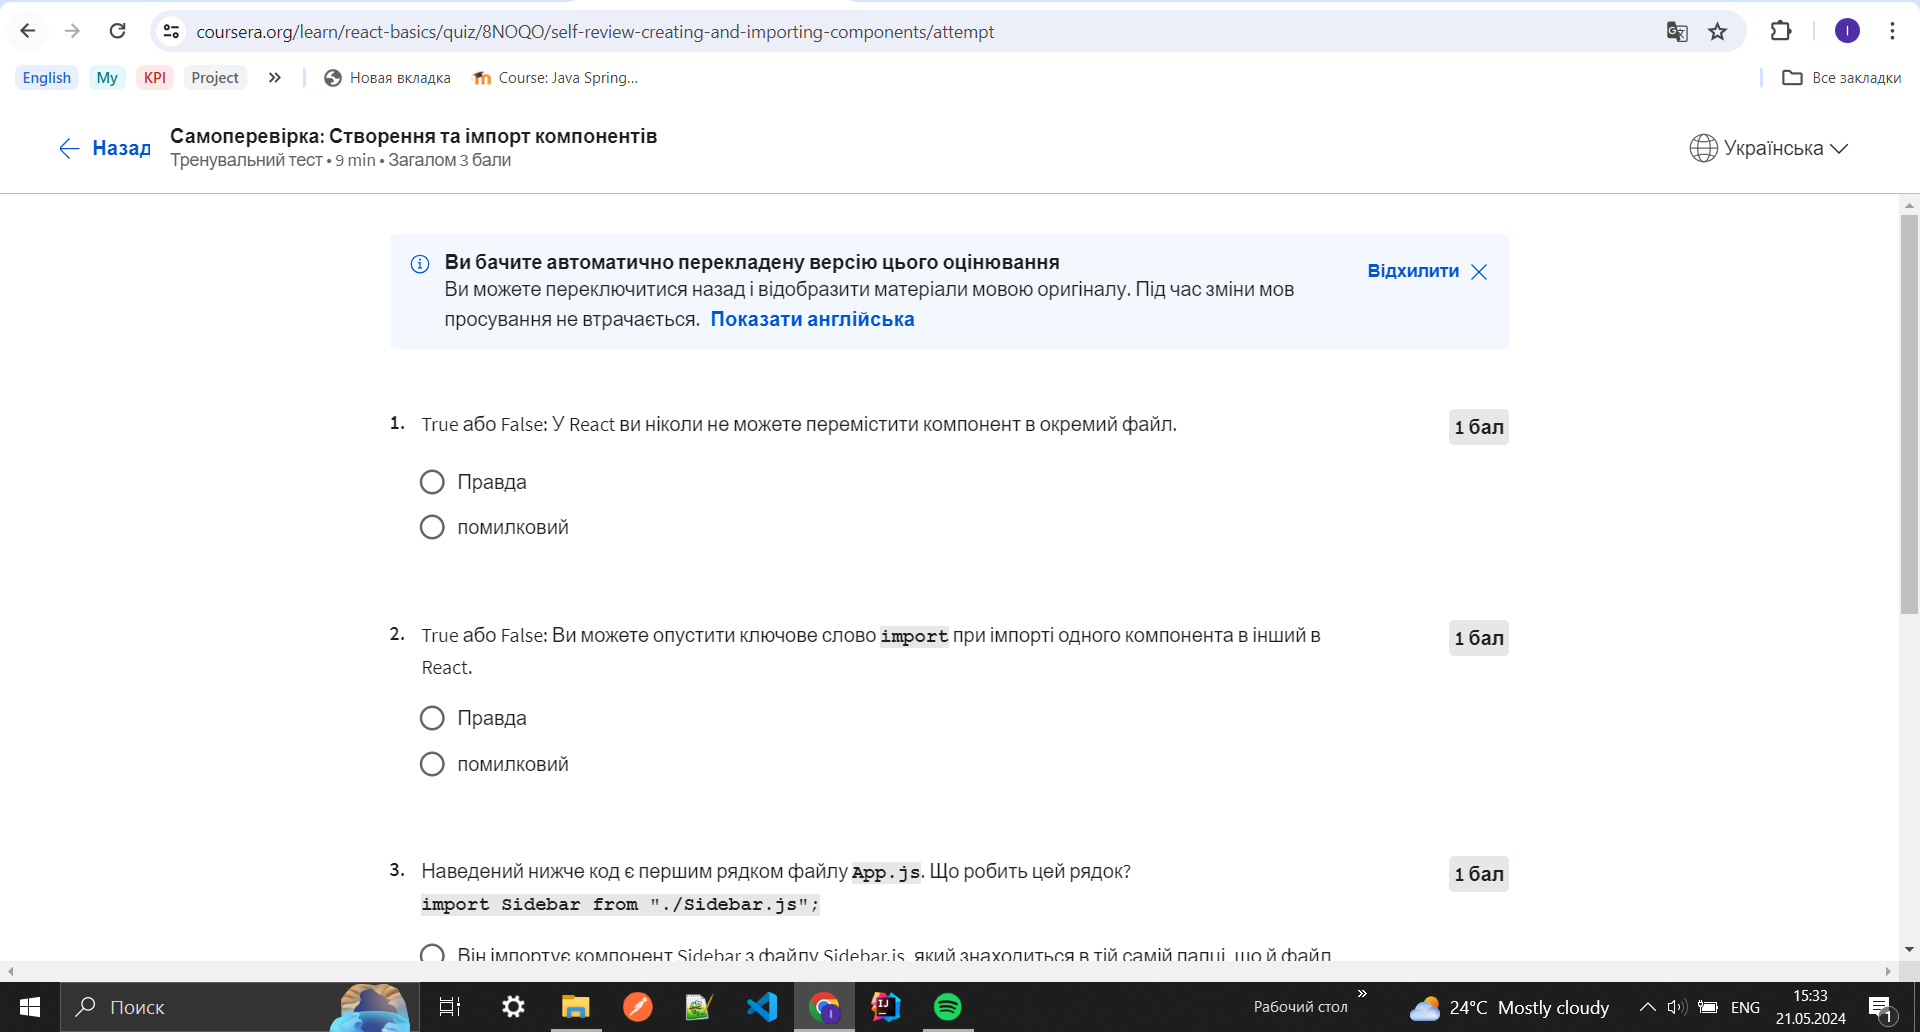 coursera.org/learn/react-basics/quiz/8NOQO/self-review-creating-and-importing-components/attempt
I
English My KPI Project » Новая вкладка Course: Java Spring... Все закладки
Назад
Самоперевірка: Створення та імпорт компонентів
Тренувальний тест • 9 min • Загалом 3 бали
Українська
Ви бачите автоматично перекладену версію цього оцінювання
Ви можете переключитися назад і відобразити матеріали мовою оригіналу. Під час зміни мов
просування не втрачається. Показати англійська
Відхилити
1. True або False: У React ви ніколи не можете перемістити компонент в окремий файл.
1 бал
Правда
помилковий
2. True або False: Ви можете опустити ключове слово import при імпорті одного компонента в інший в
React.
1 бал
Правда
помилковий
3. Наведений нижче код є першим рядком файлу App.js. Що робить цей рядок?
1 бал
import Sidebar from "./Sidebar.js";
Він імпортує компонент Sidebar з файлу Sidebar.js, який знаходиться в тій самій папці, що й файл
Поиск
Рабочий стол »
24°C Mostly cloudy
ENG
15:33
21.05.2024
1